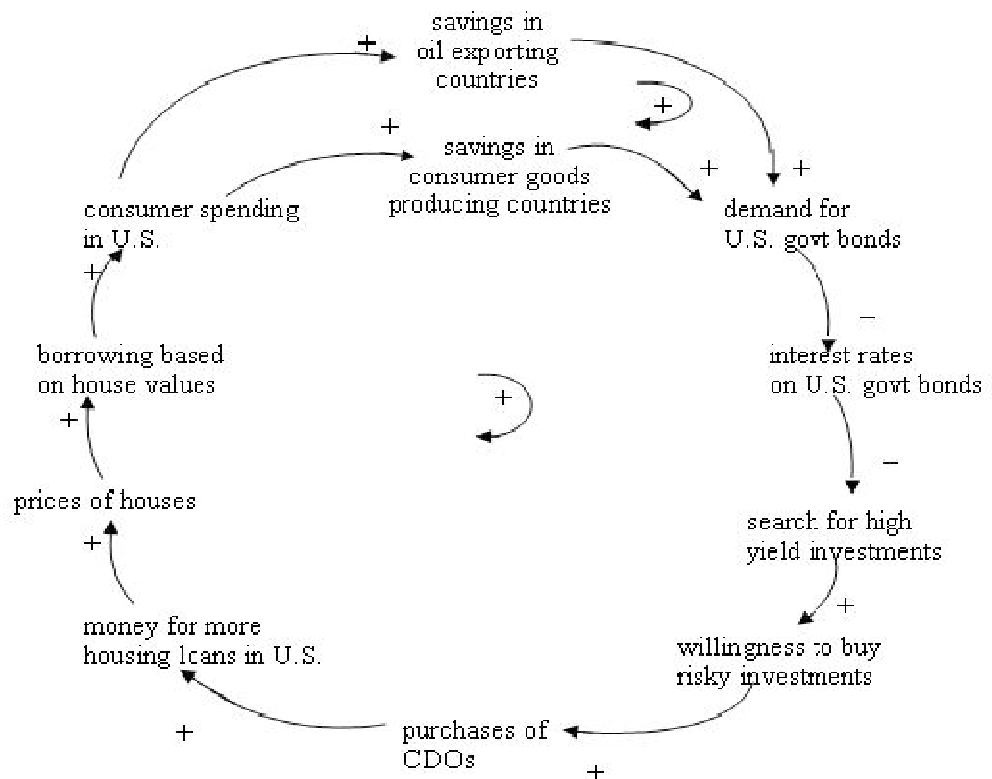 savings in
oil exporting
countries
+
+
+
savings in
consumer goods
producing countries
+
+
+
consumer spending
in U.S.
demand for
U.S. govt bonds
+
–
borrowing based
on house values
interest rates
on U.S. govt bonds
+
+
–
prices of houses
search for high
yield investments
+
+
money for more
housing loans in U.S.
willingness to buy
risky investments
+
purchases of
CDOs
+